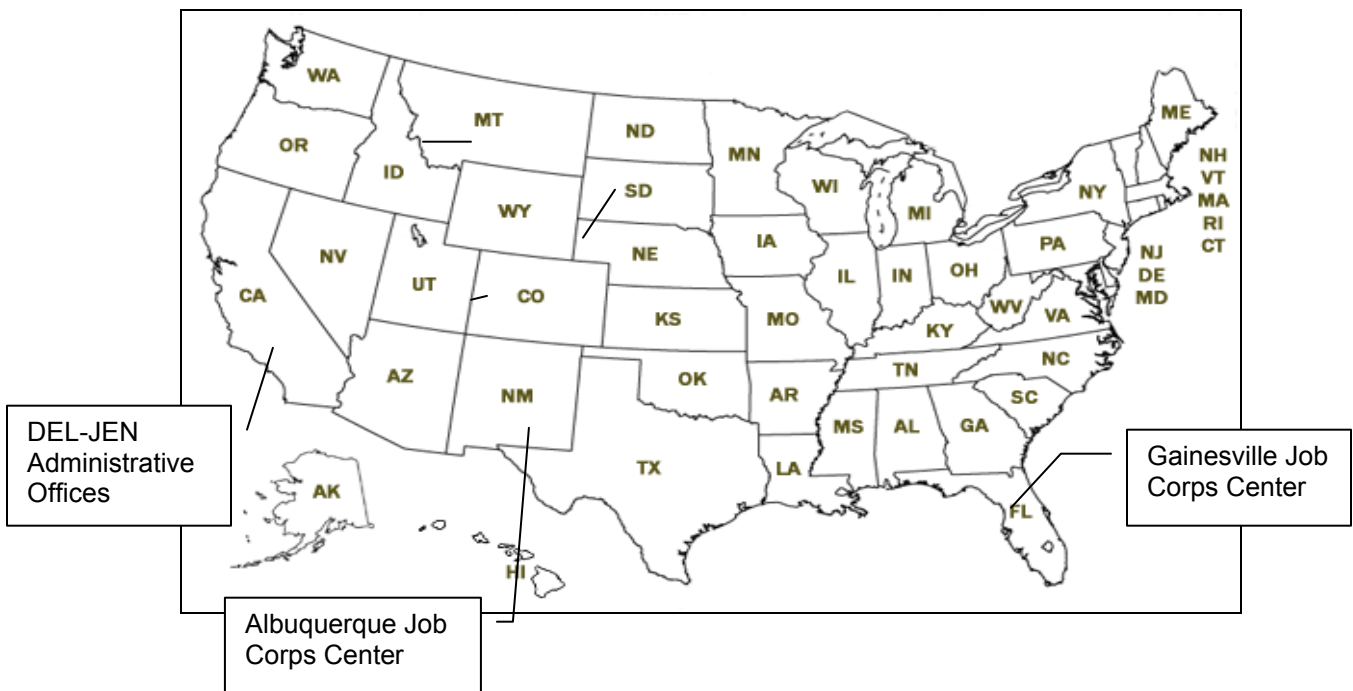 WA
MT
ND
MN
ME
OR
ID
SD
WI
NH
VT
MA
RI
CT
NY
MI
WY
IA
PA
NE
NV
UT
CO
IL
IN
OH
NJ
DE
MD
CA
WV
VA
KS
MO
KY
NC
AZ
NM
OK
TN
AR
SC
MS
AL
GA
TX
LA
AK
FL
HI
DEL-JEN
Administrative
Offices
Gainesville Job
Corps Center
Albuquerque Job
Corps Center